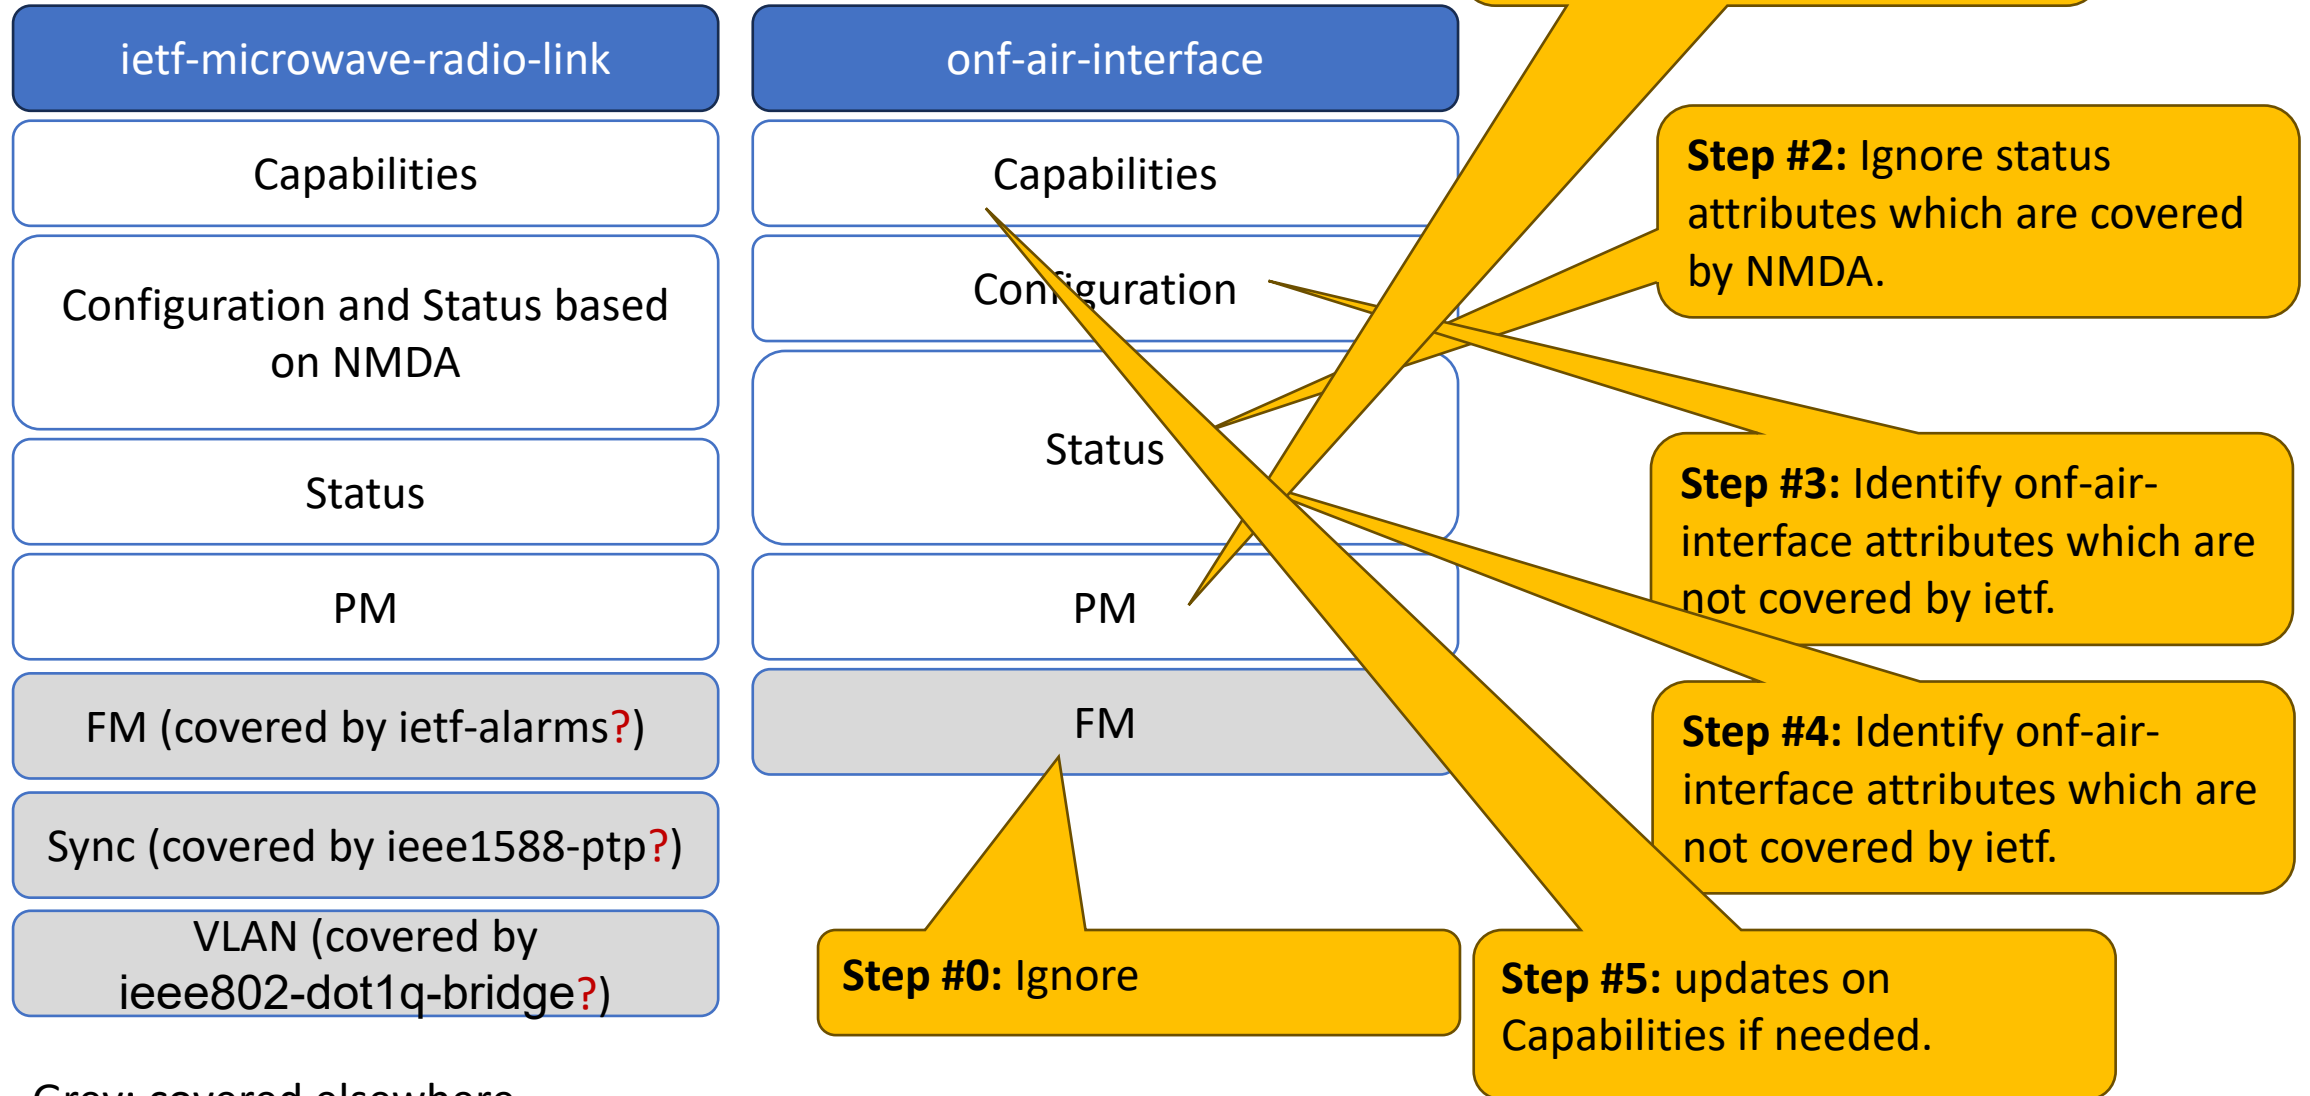 ietf-microwave-radio-link
Capabilities
Configuration and Status based
on NMDA
Status
PM
FM (covered by ietf-alarms?)
Sync (covered by ieee1588-ptp?)
VLAN (covered by
ieee802-dot1q-bridge?)
Grey: covered elsewhere
onf-air-interface
Capabilities
Configuration
Status
PM
FM
Step #0: Ignore
Step #2: Ignore status
attributes which are covered
by NMDA.
Step #3: Identify onf-air-
interface attributes which are
not covered by ietf.
Step #4: Identify onf-air-
interface attributes which are
not covered by ietf.
Step #5: updates on
Capabilities if needed.